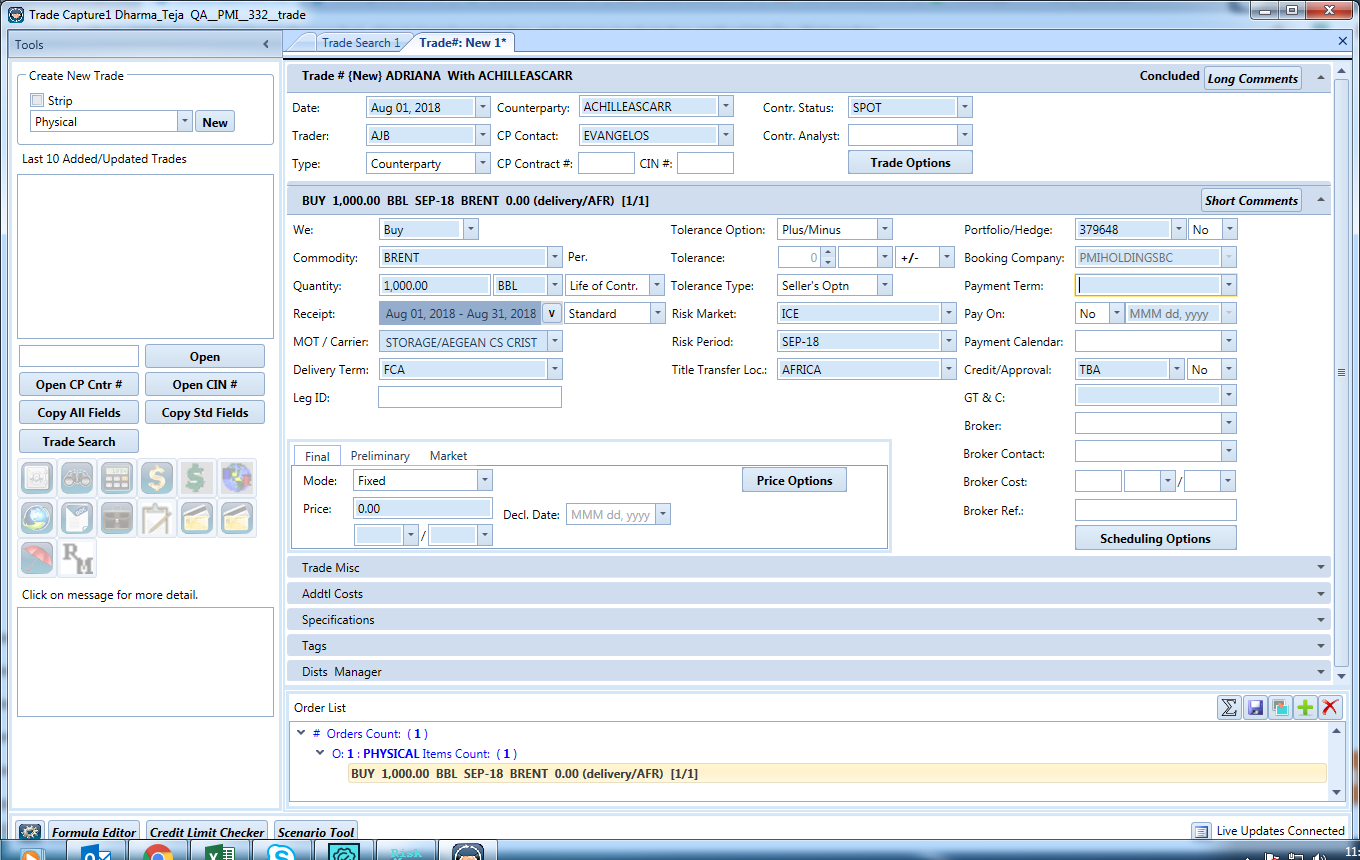 Trade Capture1 Dharma_Teja QA__PMI__332__trade
Tools
Trade Search 1
Trade#: New 1*
Create New Trade
Strip
Physical
New
Last 10 Added/Updated Trades
Open
Open CP Cntr #
Open CIN #
Copy All Fields
Copy Std Fields
Trade Search
RM
Click on message for more detail.
Trade # {New} ADRIANA With ACHILLEASCARR
Concluded
Long Comments
Date: Aug 01, 2018 Counterparty: ACHILLEASCARR Contr. Status: SPOT
Trader: AJB CP Contact: EVANGELOS Contr. Analyst:
Type: Counterparty CP Contract #: CIN #: Trade Options
BUY 1,000.00 BBL SEP-18 BRENT 0.00 (delivery/AFR) [1/1]
Short Comments
We: Buy Tolerance Option: Plus/Minus Portfolio/Hedge: 379648 No
Commodity: BRENT Per. Tolerance: 0 +/- Booking Company: PMIHOLDINGSBC
Quantity: 1,000.00 BBL Life of Contr. Tolerance Type: Seller's Optn Payment Term:
Receipt: Aug 01, 2018 - Aug 31, 2018 v Standard Risk Market: ICE Pay On: No MMM dd, yyyy
MOT / Carrier: STORAGE/AEGEAN CS CRIST Risk Period: SEP-18 Payment Calendar:
Delivery Term: FCA Title Transfer Loc.: AFRICA Credit/Approval: TBA No
Leg ID: GT & C:
Broker:
Final Preliminary Market Broker Contact:
Mode: Fixed Price Options Broker Cost: /
Price: 0.00 Decl. Date: MMM dd, yyyy Broker Ref.:
/
Scheduling Options
Trade Misc
Addtl Costs
Specifications
Tags
Dists Manager
Order List
# Orders Count: ( 1 )
O: 1 : PHYSICAL Items Count: ( 1 )
BUY 1,000.00 BBL SEP-18 BRENT 0.00 (delivery/AFR) [1/1]
Formula Editor
Credit Limit Checker
Scenario Tool
Live Updates Connected
Risk